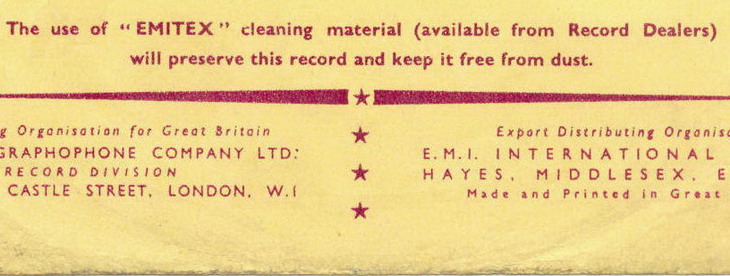 The use of "EMITEX" cleaning material (available from Record Dealers)
will preserve this record and keep it free from dust.
g Organisation for Great Britain
GRAPHOPHONE COMPANY LTD:
RECORD DIVISION
CASTLE STREET, LONDON, W.I
Export Distributing Organisa
E.M.I. INTERNATIONAL
HAYES, MIDDLESEX, E
Made and Printed in Great